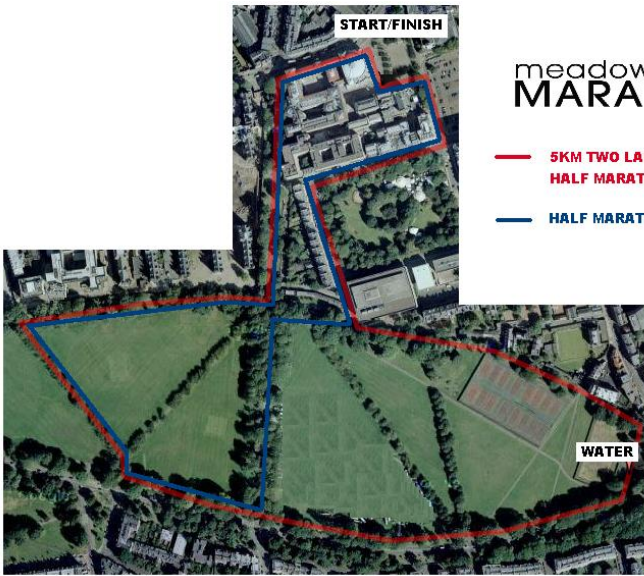 START/FINISH
meadow
MARA
5KM TWO LA
HALF MARAT
HALF MARAT
WATER